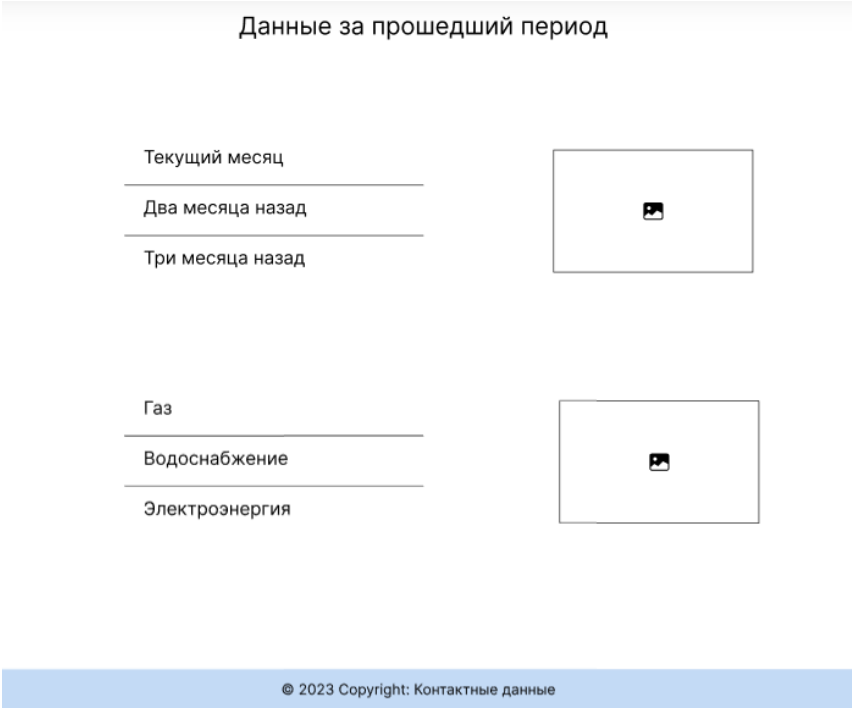 Данные за прошедший период
Текущий месяц
Два месяца назад
Три месяца назад
Газ
Водоснабжение
Электроэнергия
© 2023 Copyright: Контактные данные